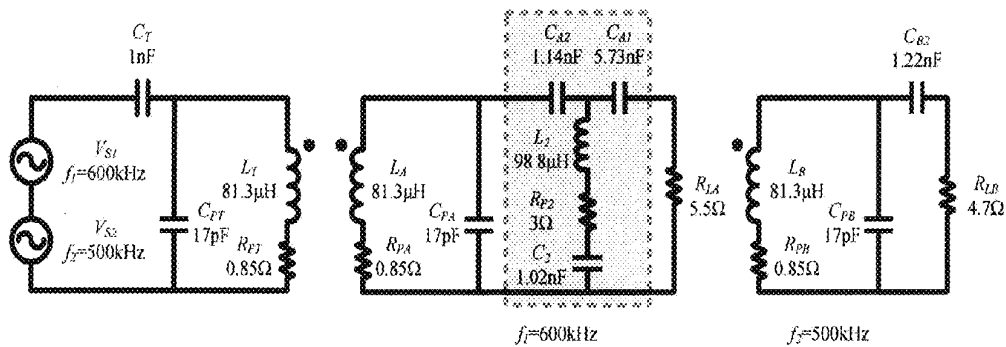 C_T
1nF
V_S1
f_1=600kHz
V_S2
f_2=500kHz
C_PT
17pF
L_T
81.3μH
R_PT
0.85Ω
L_A
81.3μH
R_PA
0.85Ω
C_PA
17pF
C_A2
1.14nF
C_A1
5.73nF
L_2
98.8μH
R_P2
3Ω
C_2
1.02nF
R_LA
5.5Ω
L_B
81.3μH
R_PB
0.85Ω
C_PB
17pF
C_B2
1.22nF
R_LB
4.7Ω
f_1=600kHz
f_2=500kHz